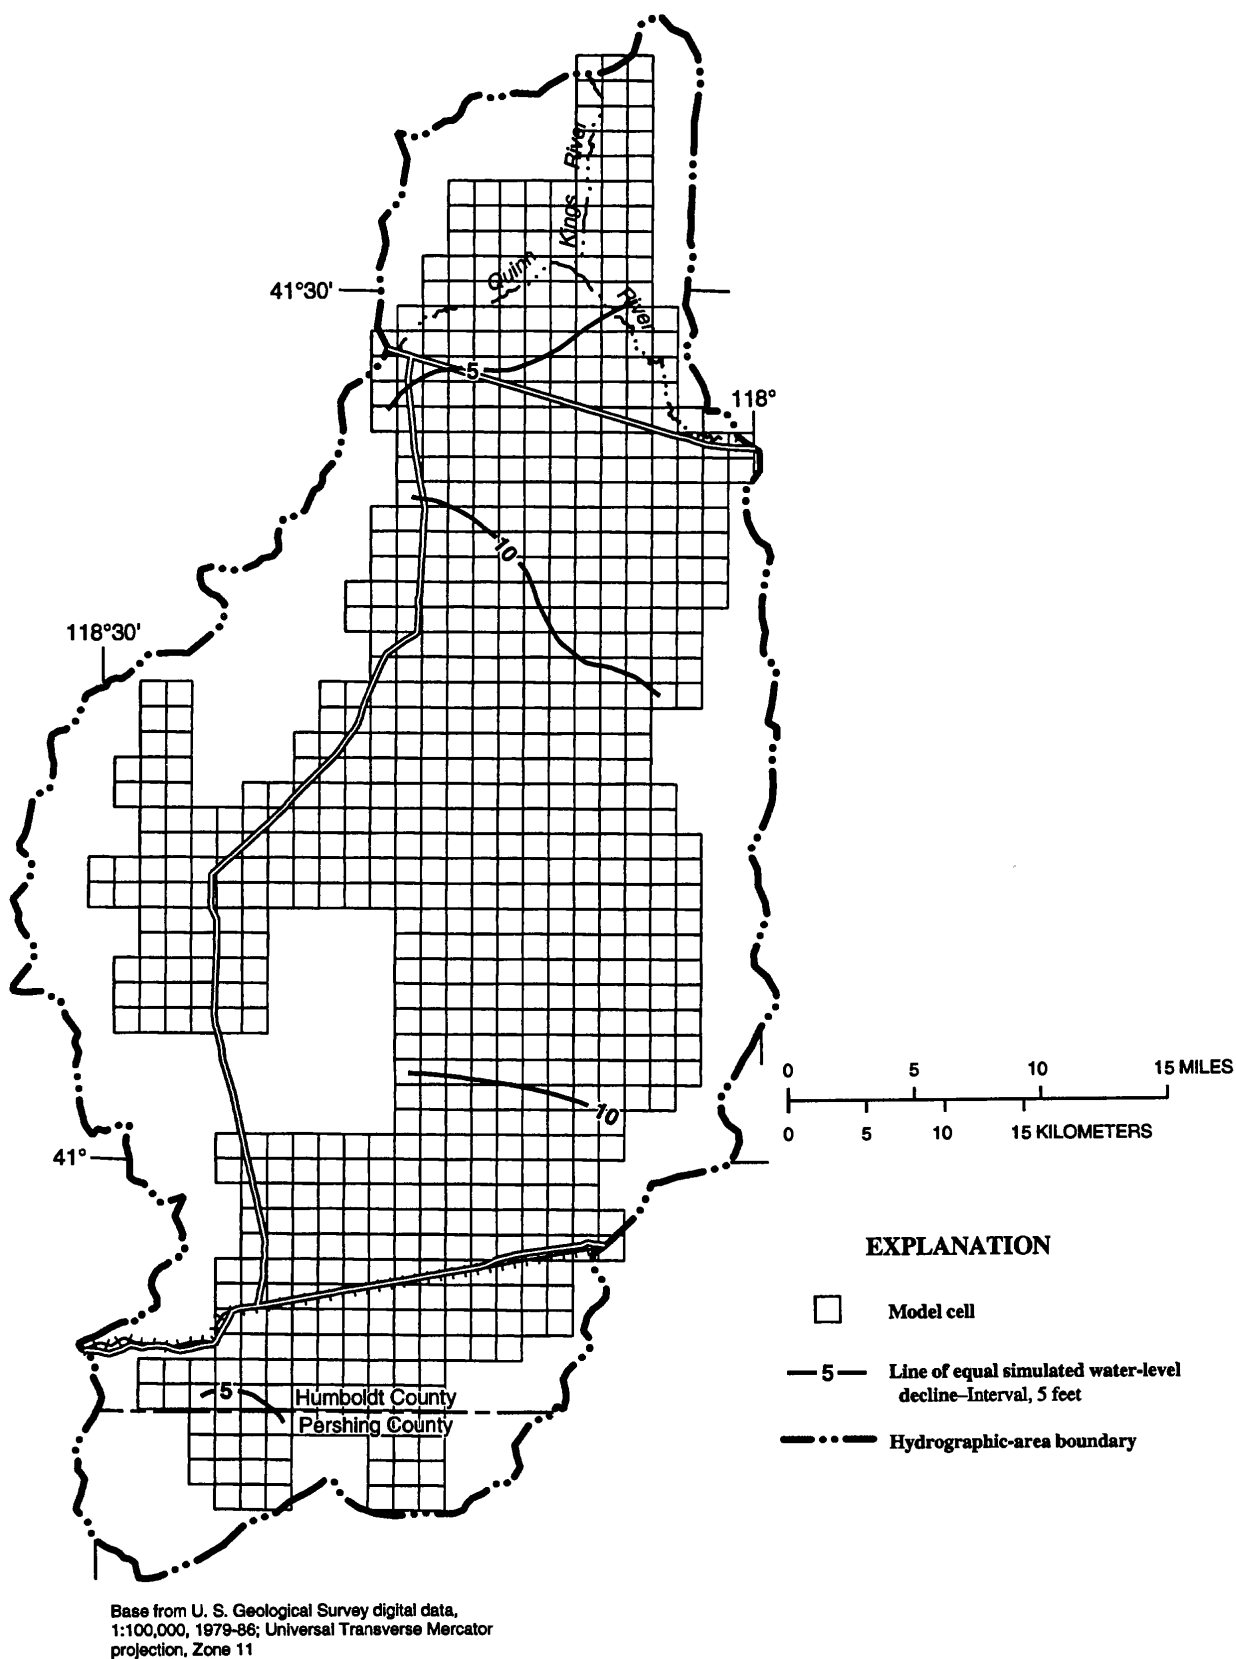 Kings River
Quinn River
41°30'
5
118°
10
118°30'
0 5 10 15 MILES
0 5 10 15 KILOMETERS
10
41°
EXPLANATION
Model cell
5
Humboldt County
Pershing County
5 Line of equal simulated water-level
decline–Interval, 5 feet
Hydrographic-area boundary
Base from U. S. Geological Survey digital data,
1:100,000, 1979-86; Universal Transverse Mercator
projection, Zone 11